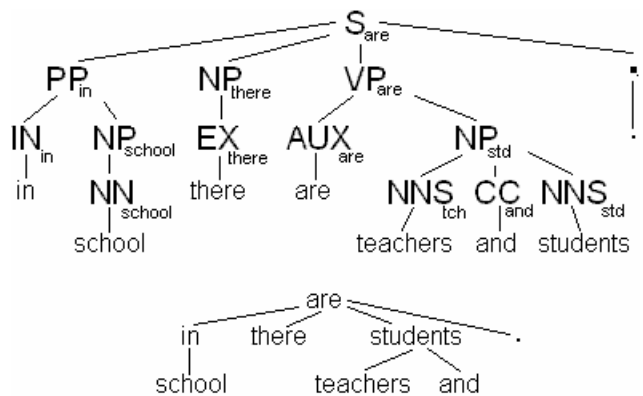 S are
PP in NP there VP are .
IN in NP school EX there AUX are NP std .
in NN school there are NNS tch CC and NNS std
school teachers and students
are
in there students .
school teachers and